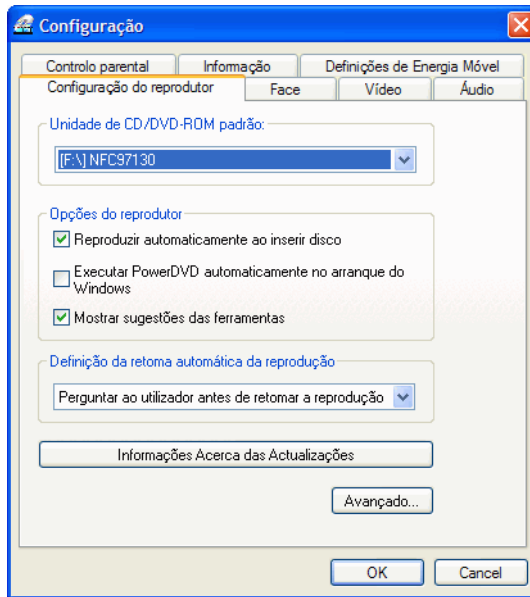 Configuração
Controlo parental
Informação
Definições de Energia Móvel
Configuração do reprodutor
Face
Vídeo
Áudio
Unidade de CD/DVD-ROM padrão:
[F:\] NFC97130
Opções do reprodutor
Reproduzir automaticamente ao inserir disco
Executar PowerDVD automaticamente no arranque do
Windows
Mostrar sugestões das ferramentas
Definição da retoma automática da reprodução
Perguntar ao utilizador antes de retomar a reprodução
Informações Acerca das Actualizações
Avançado...
OK
Cancel